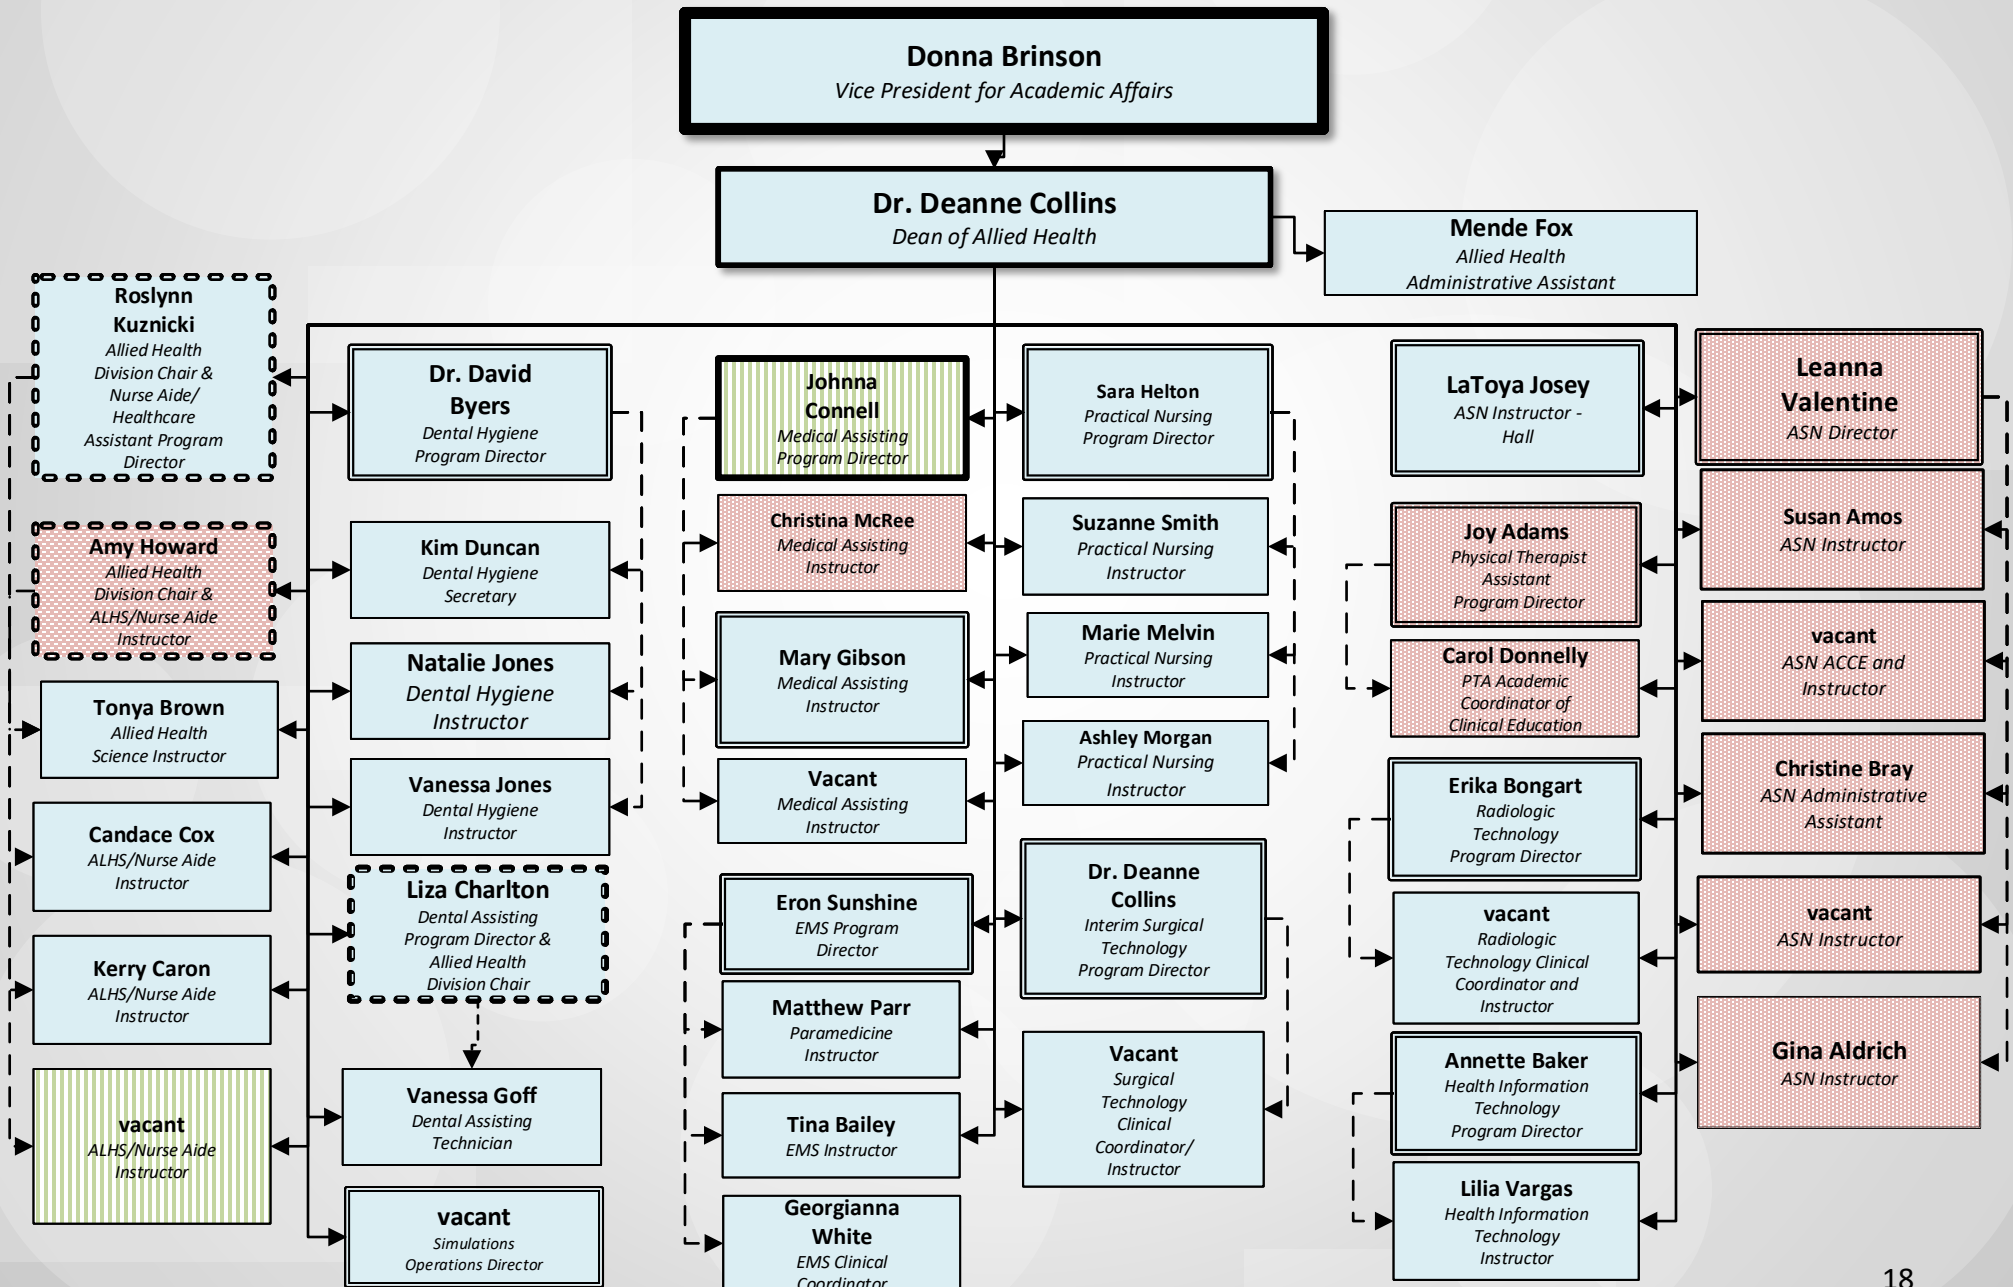 Donna Brinson
Vice President for Academic Affairs
Dr. Deanne Collins
Dean of Allied Health
Mende Fox
Allied Health
Administrative Assistant
Roslynn
Kuznicki
Allied Health
Division Chair &
Nurse Aide/
Healthcare
Assistant Program
Director
Amy Howard
Allied Health
Division Chair &
ALHS/Nurse Aide
Instructor
Tonya Brown
Allied Health
Science Instructor
Candace Cox
ALHS/Nurse Aide
Instructor
Kerry Caron
ALHS/Nurse Aide
Instructor
vacant
ALHS/Nurse Aide
Instructor
Dr. David
Byers
Dental Hygiene
Program Director
Kim Duncan
Dental Hygiene
Secretary
Natalie Jones
Dental Hygiene
Instructor
Vanessa Jones
Dental Hygiene
Instructor
Liza Charlton
Dental Assisting
Program Director &
Allied Health
Division Chair
Vanessa Goff
Dental Assisting
Technician
vacant
Simulations
Operations Director
Johnna
Connell
Medical Assisting
Program Director
Christina McRee
Medical Assisting
Instructor
Mary Gibson
Medical Assisting
Instructor
Vacant
Medical Assisting
Instructor
Eron Sunshine
EMS Program
Director
Matthew Parr
Paramedicine
Instructor
Tina Bailey
EMS Instructor
Georgianna
White
EMS Clinical
Coordinator
Sara Helton
Practical Nursing
Program Director
Suzanne Smith
Practical Nursing
Instructor
Marie Melvin
Practical Nursing
Instructor
Ashley Morgan
Practical Nursing
Instructor
Dr. Deanne
Collins
Interim Surgical
Technology
Program Director
Vacant
Surgical
Technology
Clinical
Coordinator/
Instructor
LaToya Josey
ASN Instructor -
Hall
Joy Adams
Physical Therapist
Assistant
Program Director
Carol Donnelly
PTA Academic
Coordinator of
Clinical Education
Erika Bongart
Radiologic
Technology
Program Director
vacant
Radiologic
Technology Clinical
Coordinator and
Instructor
Annette Baker
Health Information
Technology
Program Director
Lilia Vargas
Health Information
Technology
Instructor
Leanna
Valentine
ASN Director
Susan Amos
ASN Instructor
vacant
ASN ACCE and
Instructor
Christine Bray
ASN Administrative
Assistant
vacant
ASN Instructor
Gina Aldrich
ASN Instructor
18